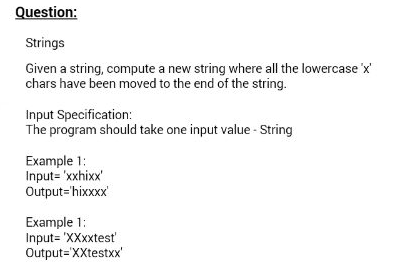 Question:
Strings
Given a string, compute a new string where all the lowercase 'x'
chars have been moved to the end of the string.
Input Specification:
The program should take one input value - String
Example 1:
Input= 'xxhixx'
Output='hixxxx'
Example 1:
Input= 'XXxxtest'
Output='XXtestxx'